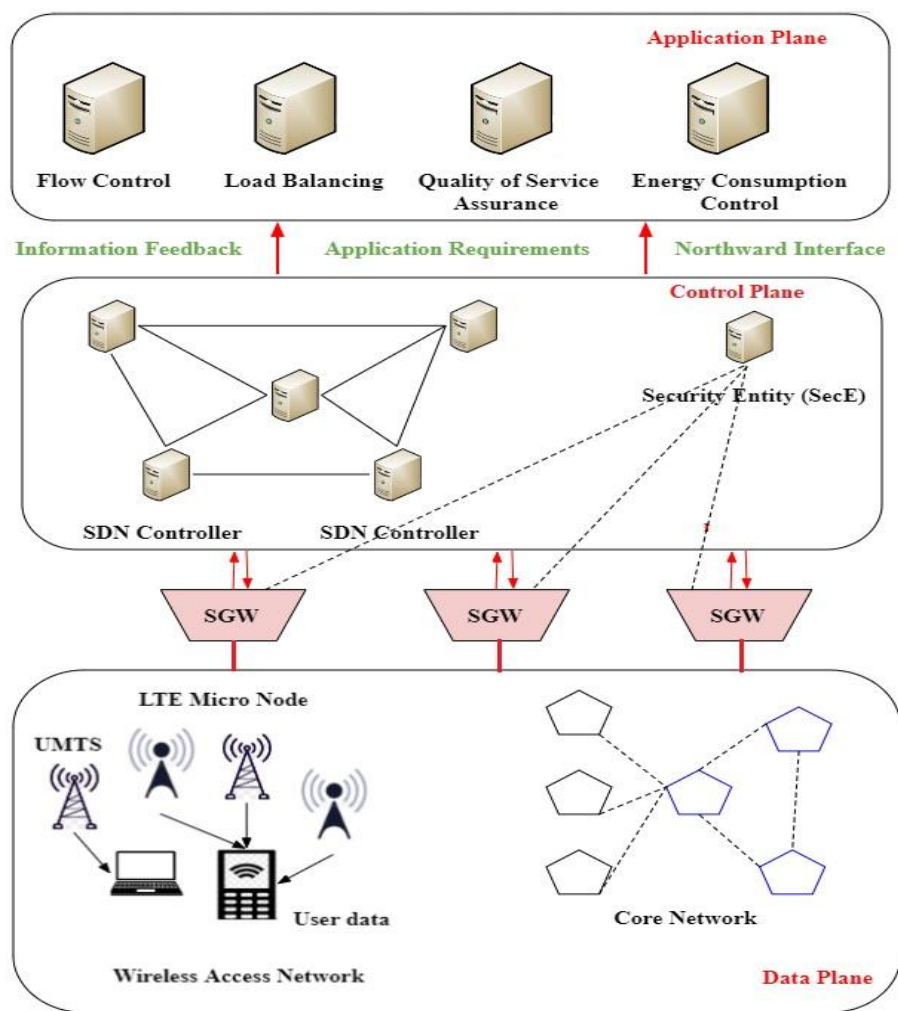 Application Plane
Flow Control
Load Balancing
Quality of Service
Assurance
Energy Consumption
Control
Information Feedback
Application Requirements
Northward Interface
Control Plane
Security Entity (SecE)
SDN Controller
SDN Controller
SGW
SGW
SGW
LTE Micro Node
UMTS
User data
Core Network
Wireless Access Network
Data Plane